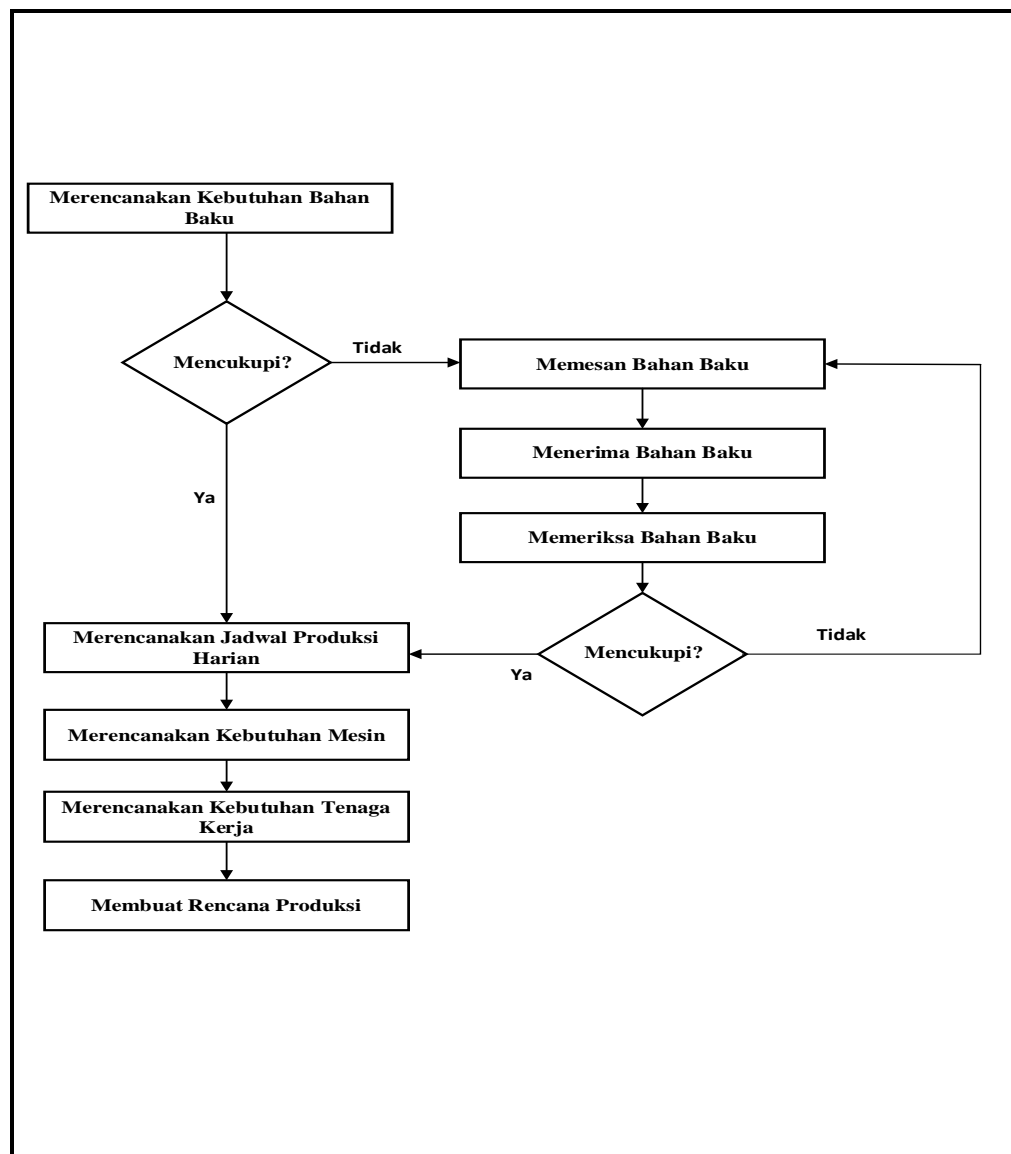 Merencanakan Kebutuhan Bahan
Baku
Mencukupi?
Tidak
Memesan Bahan Baku
Menerima Bahan Baku
Ya
Memeriksa Bahan Baku
Merencanakan Jadwal Produksi
Harian
Ya
Mencukupi?
Tidak
Merencanakan Kebutuhan Mesin
Merencanakan Kebutuhan Tenaga
Kerja
Membuat Rencana Produksi